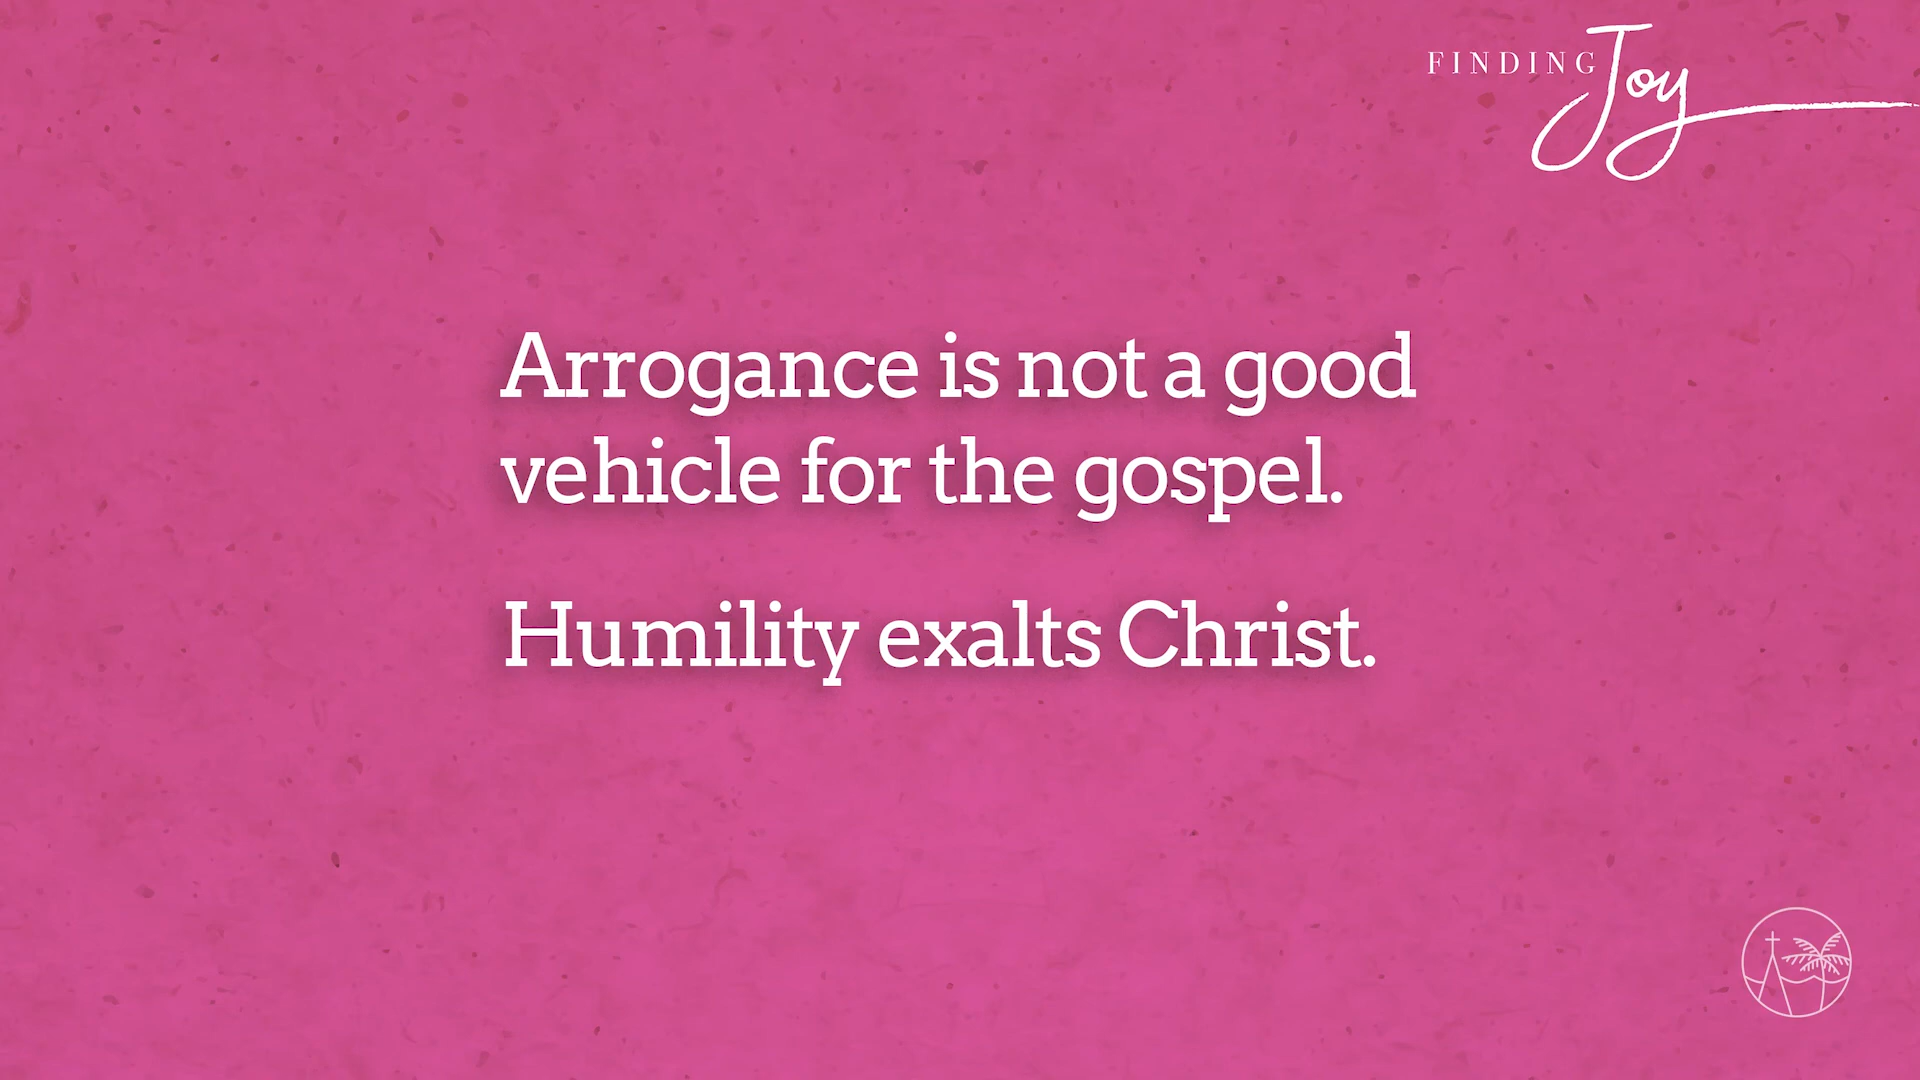 FINDING Joy
Arrogance is not a good
vehicle for the gospel.
Humility exalts Christ.